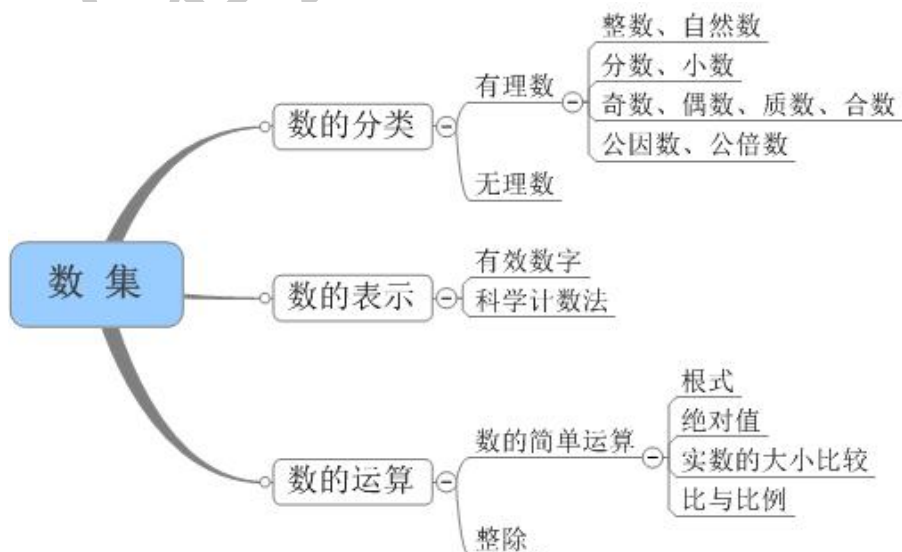 数 集
数的分类
有理数
整数、自然数
分数、小数
奇数、偶数、质数、合数
公因数、公倍数
无理数
数的表示
有效数字
科学计数法
数的运算
数的简单运算
根式
绝对值
实数的大小比较
比与比例
整除